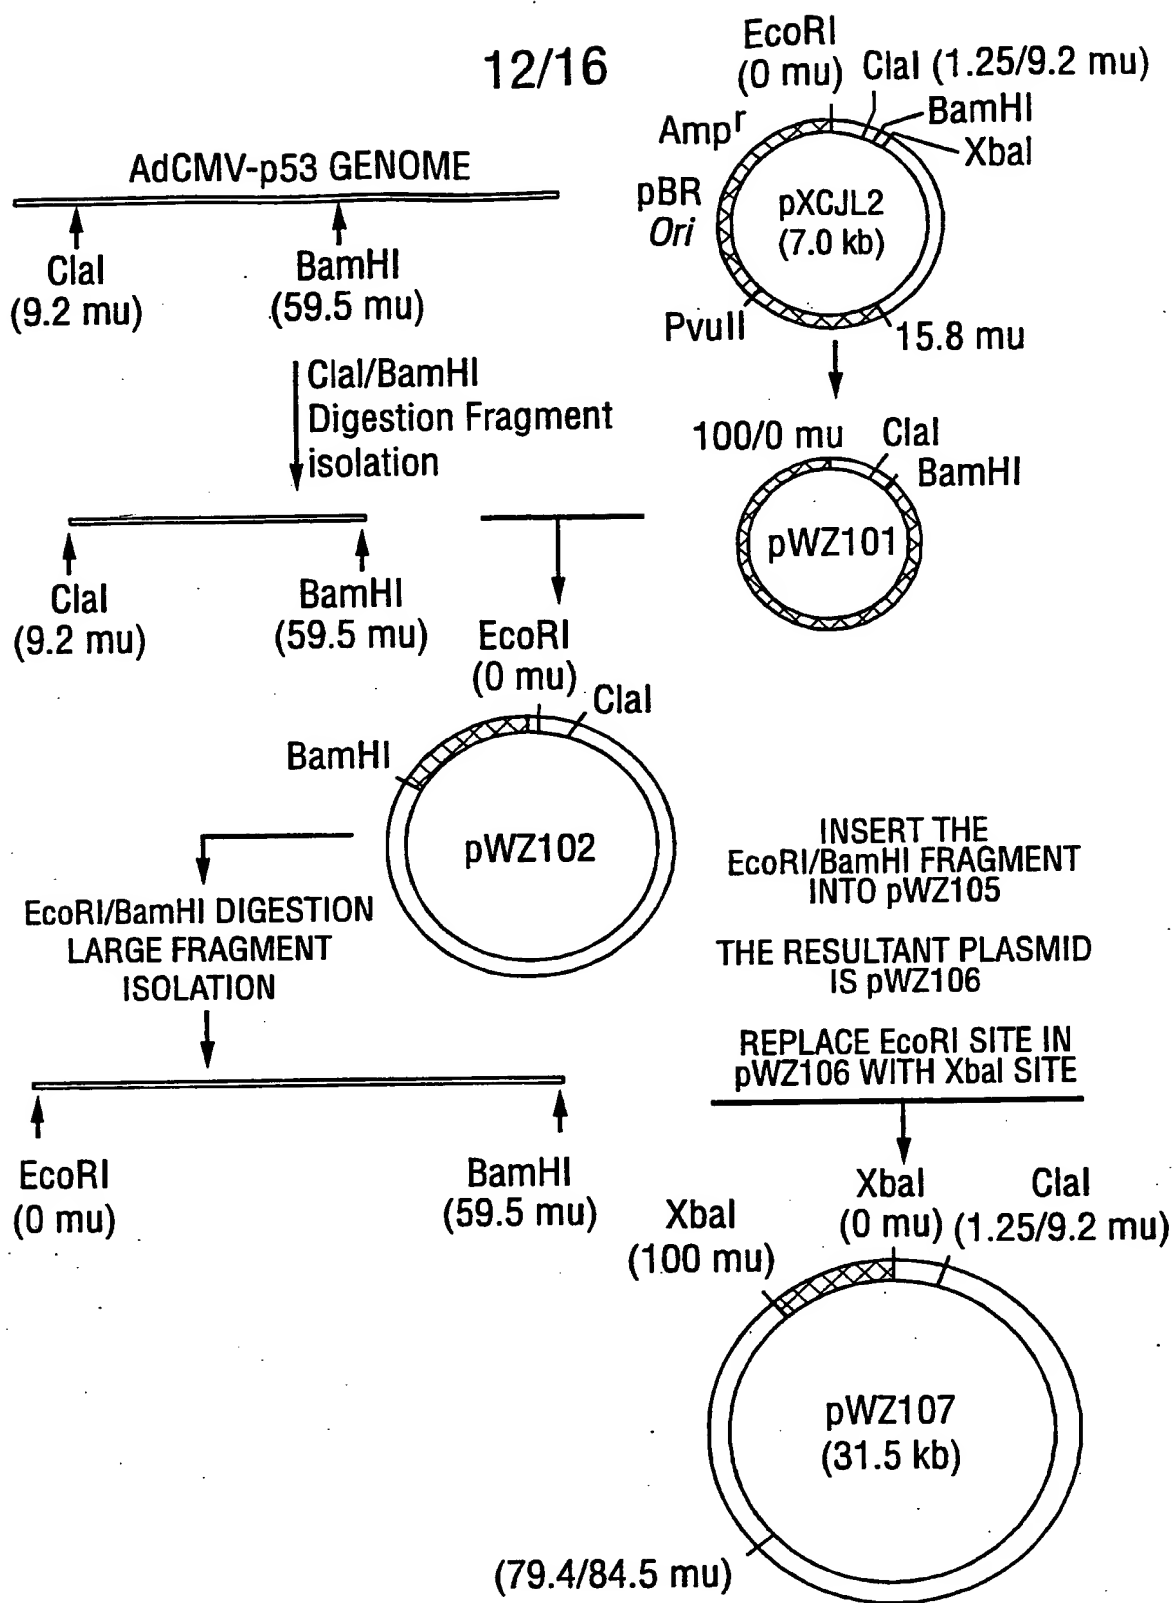 12/16
EcoRI
(0 mu)
ClaI (1.25/9.2 mu)
BamHI
XbaI
Ampr
pBR
Ori
pXCJL2
(7.0 kb)
PvuII
15.8 mu
AdCMV-p53 GENOME
ClaI
(9.2 mu)
BamHI
(59.5 mu)
ClaI/BamHI
Digestion Fragment
isolation
100/0 mu
ClaI
BamHI
pWZ101
ClaI
(9.2 mu)
BamHI
(59.5 mu)
EcoRI
(0 mu)
ClaI
BamHI
pWZ102
EcoRI/BamHI DIGESTION
LARGE FRAGMENT
ISOLATION
EcoRI
(0 mu)
BamHI
(59.5 mu)
INSERT THE
EcoRI/BamHI FRAGMENT
INTO pWZ105
THE RESULTANT PLASMID
IS pWZ106
REPLACE EcoRI SITE IN
pWZ106 WITH XbaI SITE
XbaI
(100 mu)
XbaI
(0 mu)
ClaI
(1.25/9.2 mu)
pWZ107
(31.5 kb)
(79.4/84.5 mu)